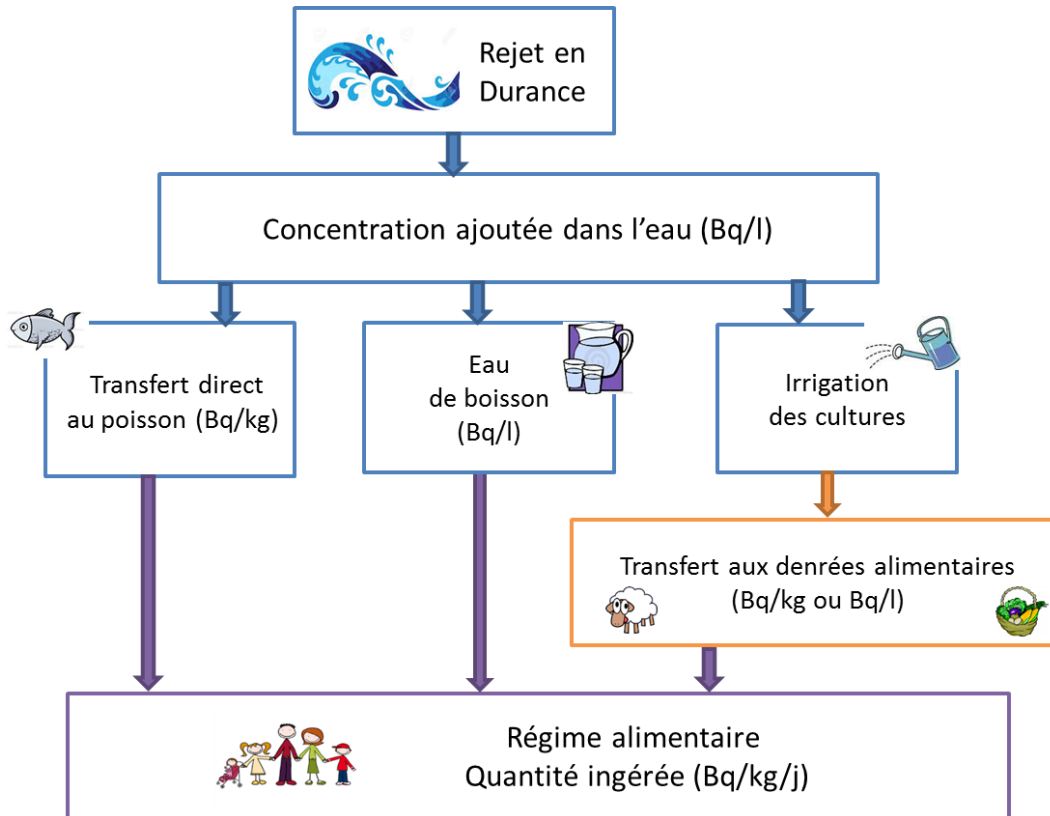 Rejet en
Durance
Concentration ajoutée dans l'eau (Bq/l)
Transfert direct
au poisson (Bq/kg)
Eau
de boisson
(Bq/l)
Irrigation
des cultures
Transfert aux denrées alimentaires
(Bq/kg ou Bq/l)
Régime alimentaire
Quantité ingérée (Bq/kg/j)